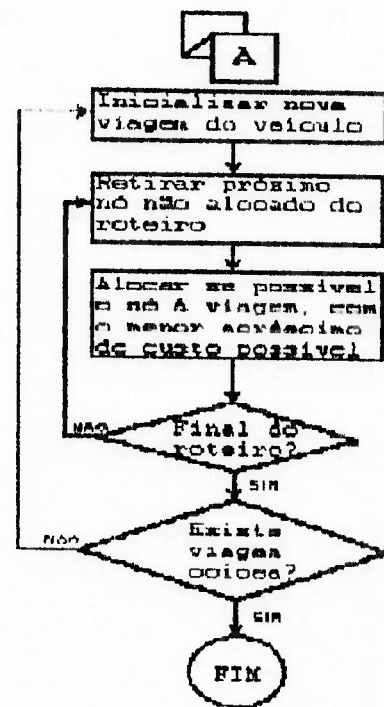 A
Inicializar nova
viagem do veículo
Retirar próximo
nó não alocado do
roteiro
Alocar se possível
o nó à viagem, com
o menor acréscimo
de custo possível
Final do
roteiro?
NÃO
SIM
Existe
viagem
ociosa?
NÃO
SIM
FIM